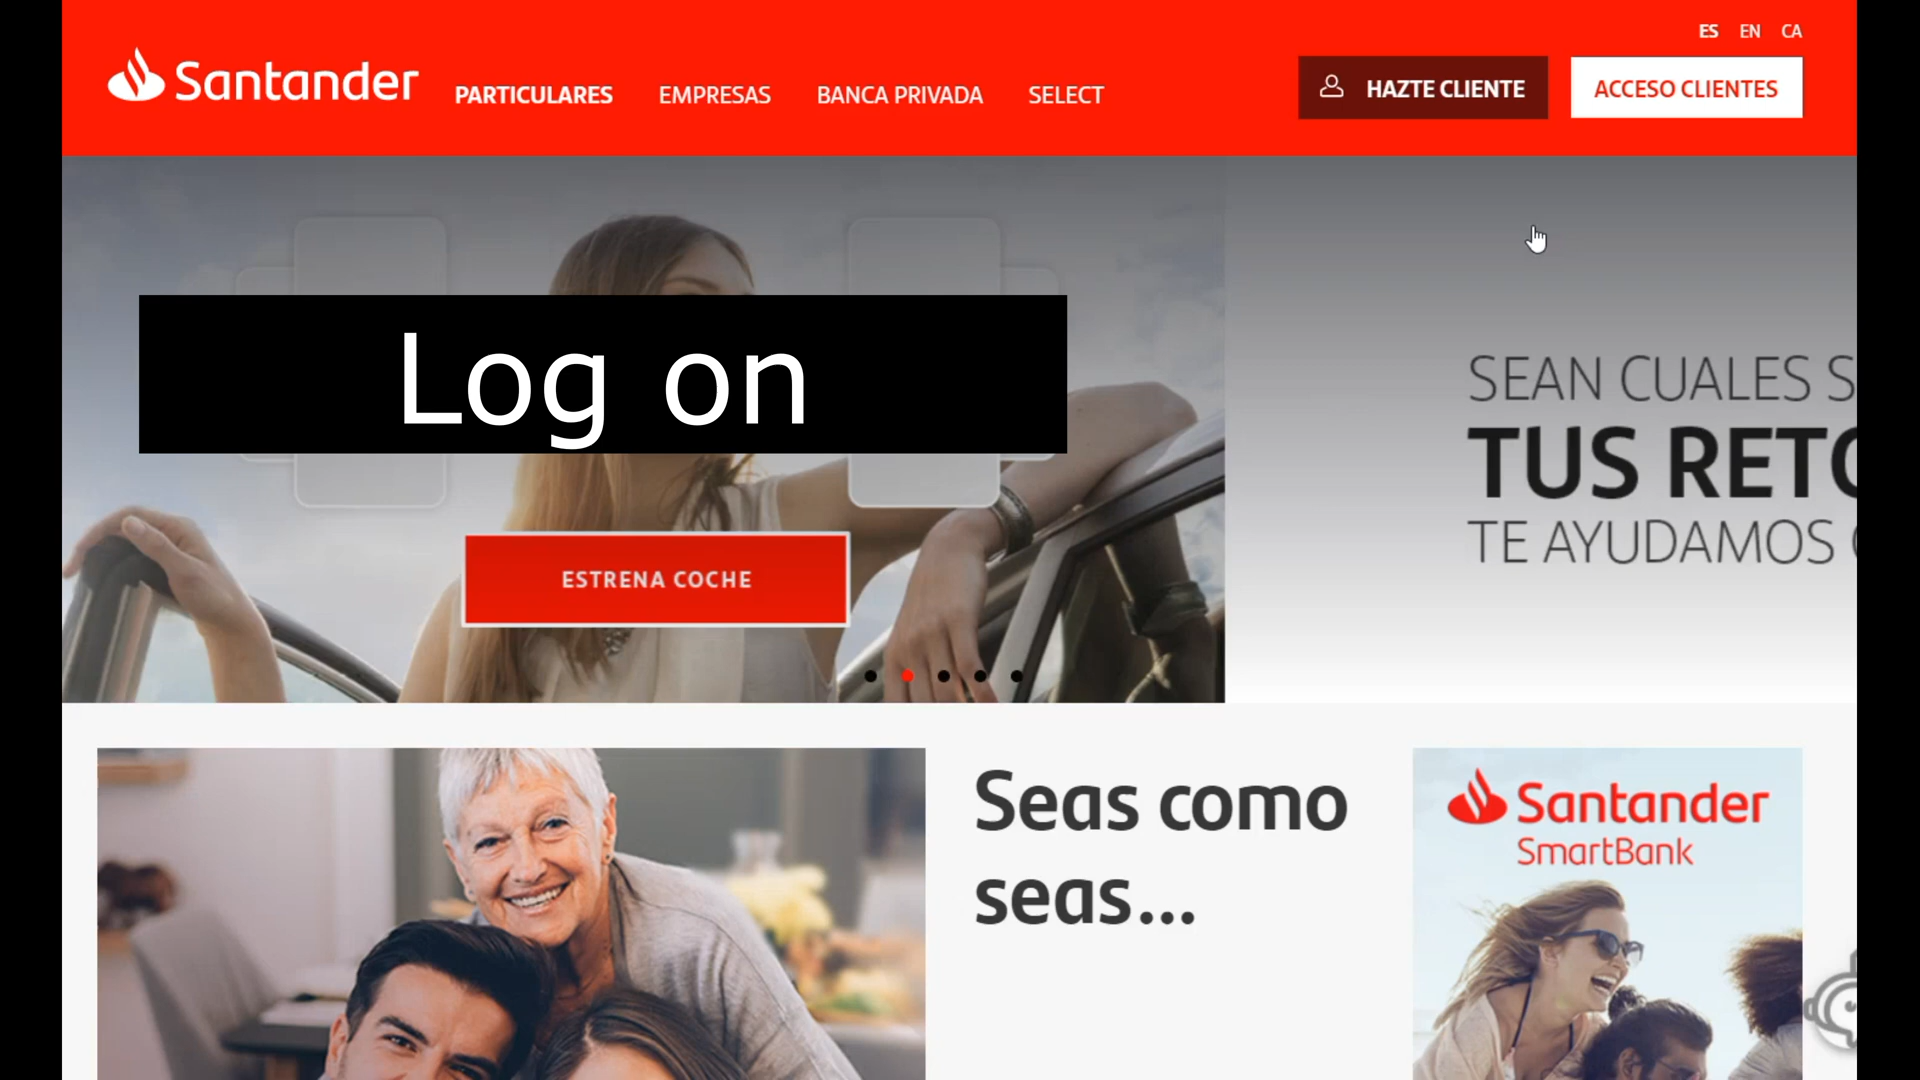 ES EN CA
Santander
PARTICULARES EMPRESAS BANCA PRIVADA SELECT
HAZTE CLIENTE
ACCESO CLIENTES
Log on
ESTRENA COCHE
SEAN CUALES S
TUS RETO
TE AYUDAMOS
Seas como
seas...
Santander
SmartBank